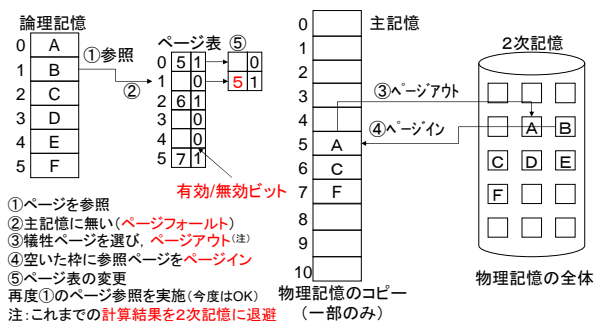 論理記憶
0 A
1 B
2 C
3 D
4 E
5 F
①参照
②
ページ表 ⑤
0 5 1
1 0
2 6 1
3 0
4 0
5 7 1
0
5 1
有効/無効ビット
主記憶
0
1
2
3
4
5 A
6 C
7 F
8
9
10
物理記憶のコピー
（一部のみ）
③ページアウト
④ページイン
2次記憶
A B
C D E
F
物理記憶の全体
①ページを参照
②主記憶に無い（ページフォールト）
③犠牲ページを選び，ページアウト（注）
④空いた枠に参照ページをページイン
⑤ページ表の変更
再度①のページ参照を実施（今度はOK）
注：これまでの計算結果を2次記憶に退避